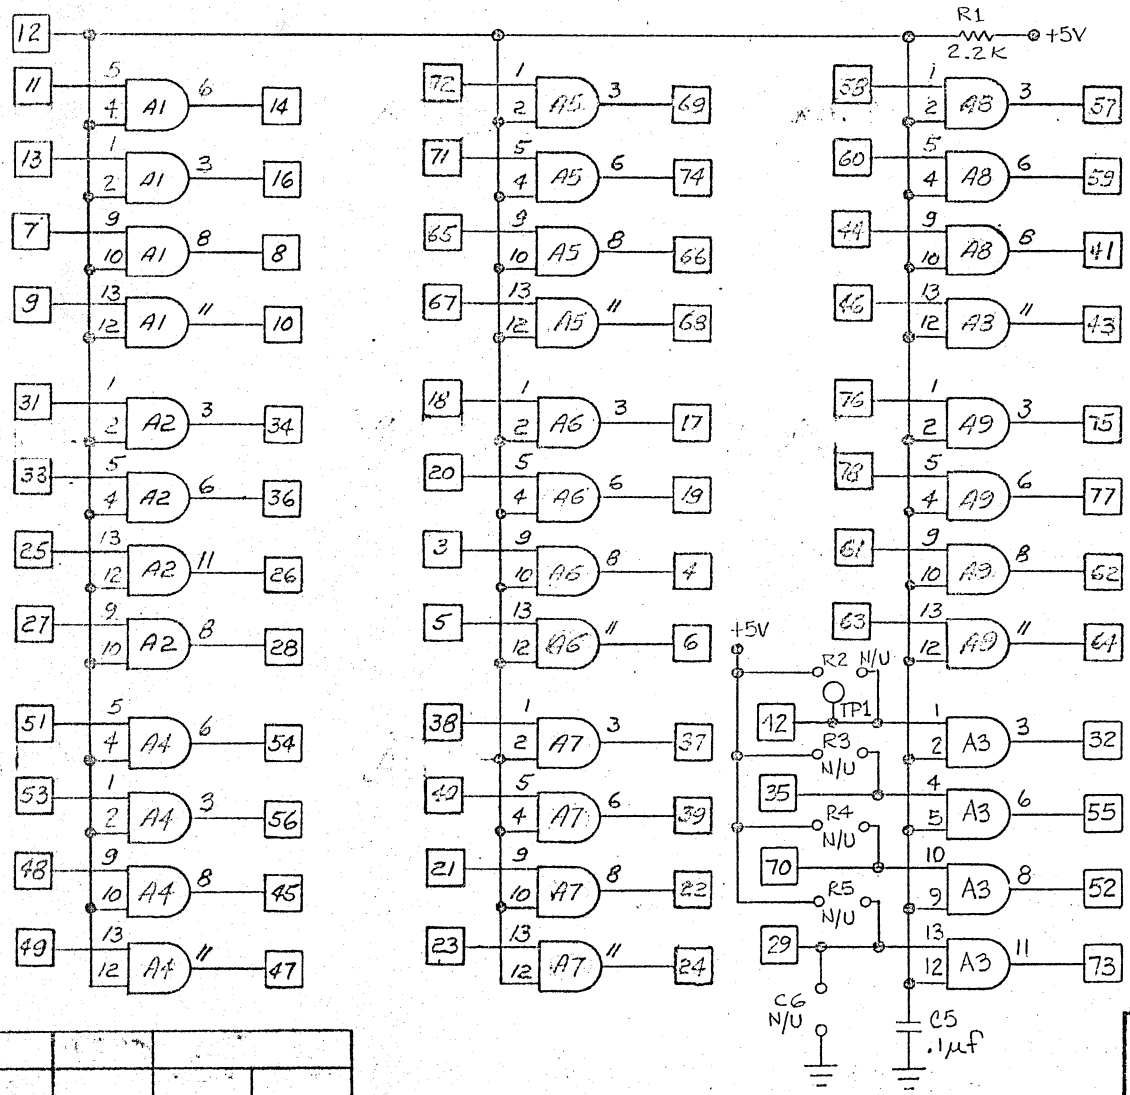 12
R1
2.2K
+5V
11 5 4 A1 6 14
13 1 2 A1 3 16
7 9 10 A1 8 8
9 13 12 A1 11 10
31 1 2 A2 3 34
33 5 4 A2 6 36
25 13 12 A2 11 26
27 9 10 A2 8 28
51 5 4 A4 6 54
53 1 2 A4 3 56
48 9 10 A4 8 45
49 13 12 A4 11 47
72 1 2 A5 3 69
71 5 4 A5 6 74
65 9 10 A5 8 66
67 13 12 A5 11 68
18 1 2 A6 3 17
20 5 4 A6 6 19
3 9 10 A6 8 4
5 13 12 A6 11 6
38 1 2 A7 3 37
40 5 4 A7 6 39
21 9 10 A7 8 22
23 13 12 A7 11 24
58 1 2 A8 3 57
60 5 4 A8 6 59
44 9 10 A8 8 41
46 13 12 A8 11 43
76 1 2 A9 3 75
78 5 4 A9 6 77
61 9 10 A9 8 62
63 13 12 A9 11 64
+5V
R2 N/U
TP1
42 1 2 A3 3 32
R3
N/U
35 4 5 A3 6 55
R4
N/U
70 10 9 A3 8 52
R5
N/U
29 13 12 A3 11 73
C6
N/U
C5
.1µf